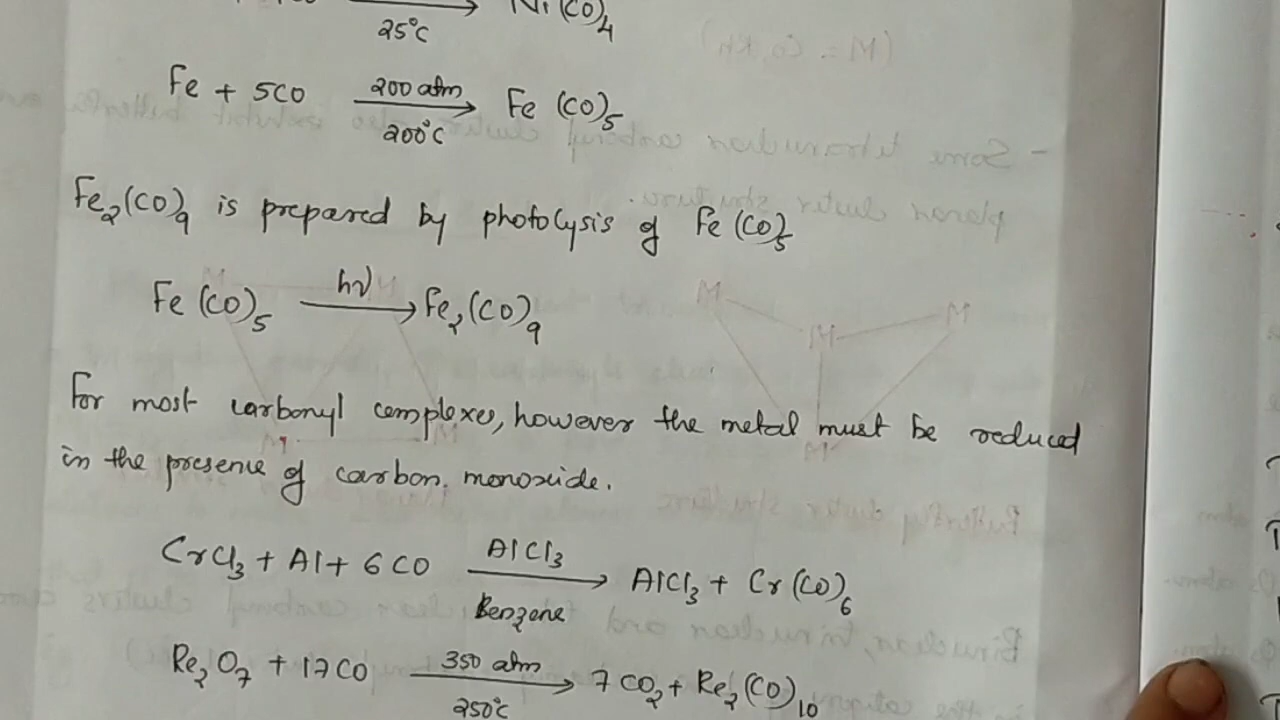 25°C Ni(CO)4
Fe + 5CO 200 atm 200°C → Fe (CO)5
Fe2(CO)9 is prepared by photolysis of Fe(CO)5
Fe (CO)5 hν → Fe2(CO)9
For most carbonyl complexes, however the metal must be reduced
in the presence of carbon monoxide.
CrCl3 + Al + 6CO AlCl3 Benzene → AlCl3 + Cr(CO)6
Re2O7 + 17CO 350 atm 250°C → 7CO2 + Re2(CO)10